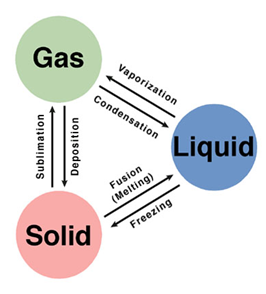 Gas
Vaporization
Condensation
Liquid
Sublimation
Deposition
Fusion
(Melting)
Freezing
Solid